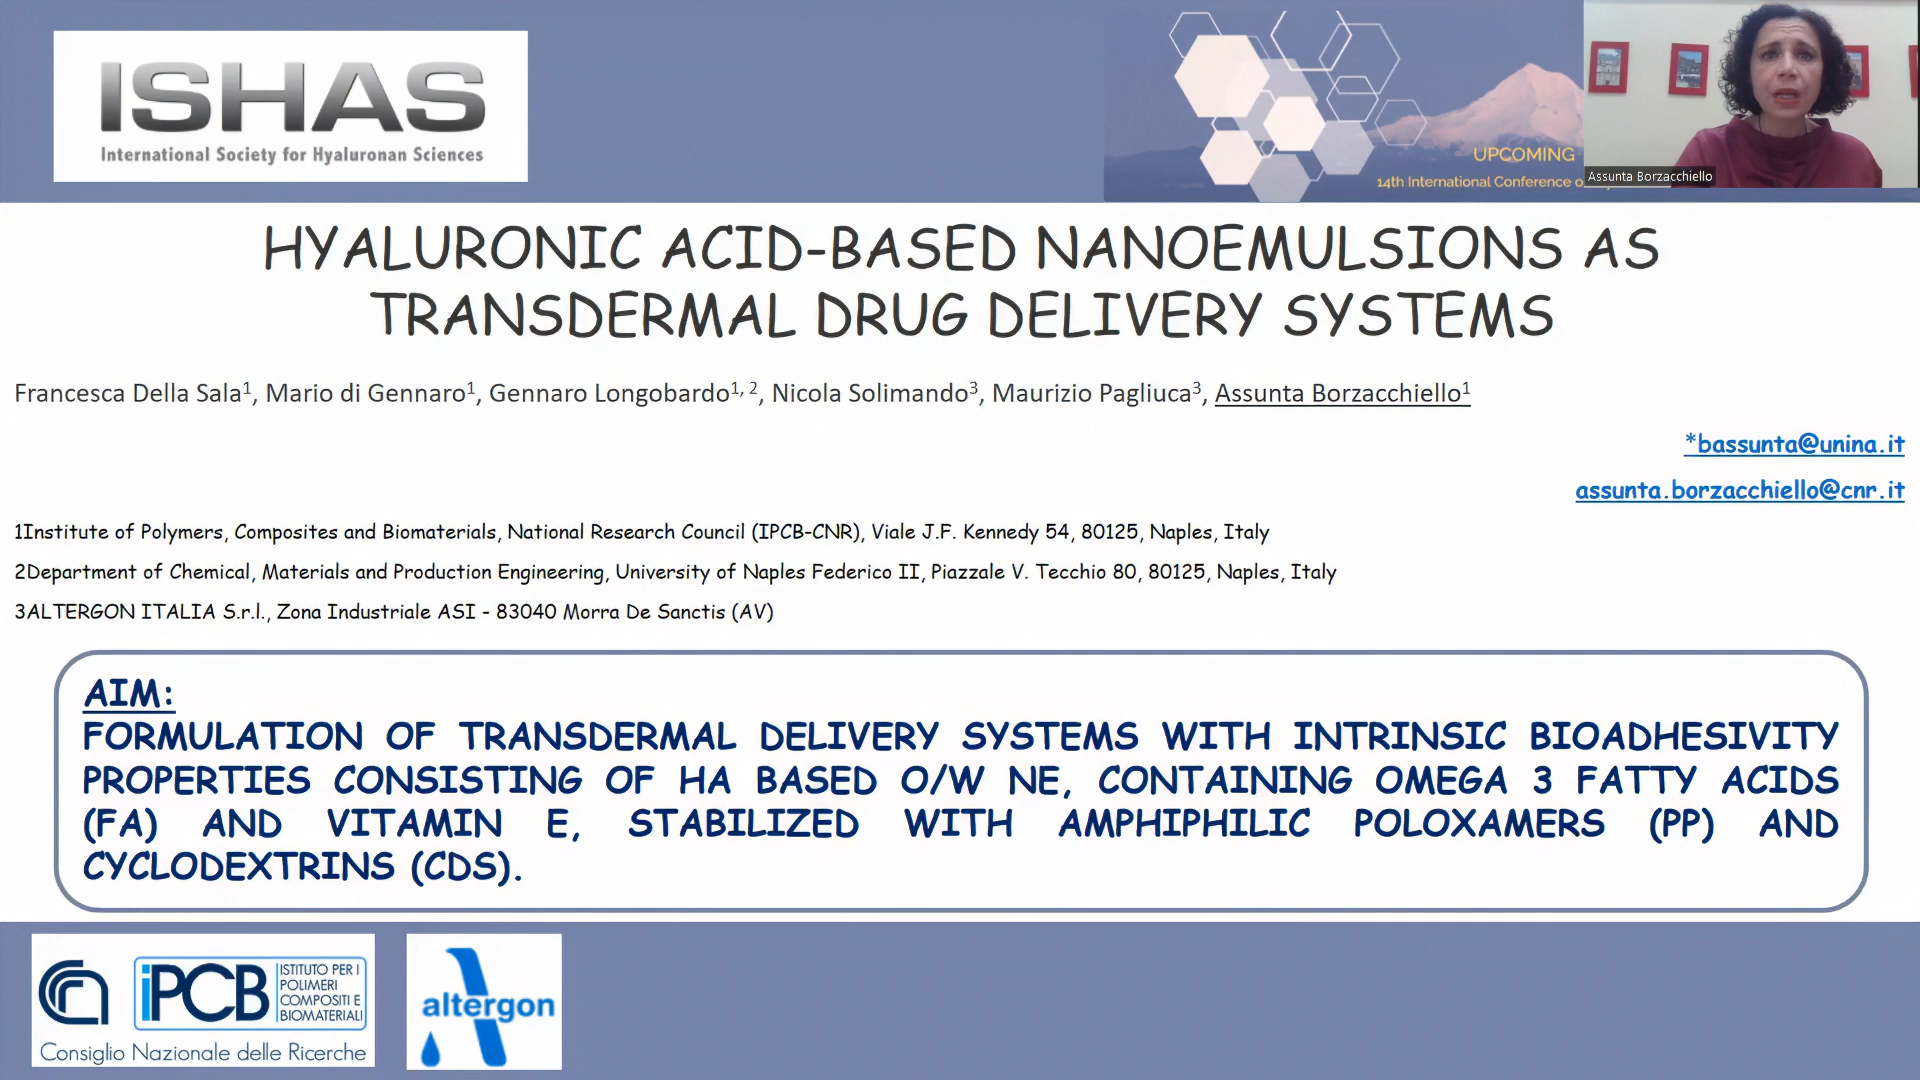 ISHAS
International Society for Hyaluronan Sciences
UPCOMING
14th International Conference
Assunta Borzacchiello
HYALURONIC ACID-BASED NANOEMULSIONS AS
TRANSDERMAL DRUG DELIVERY SYSTEMS
Francesca Della Sala1, Mario di Gennaro1, Gennaro Longobardo1, 2, Nicola Solimando3, Maurizio Pagliuca3, Assunta Borzacchiello1
*bassunta@unina.it
assunta.borzacchiello@cnr.it
1Institute of Polymers, Composites and Biomaterials, National Research Council (IPCB-CNR), Viale J.F. Kennedy 54, 80125, Naples, Italy
2Department of Chemical, Materials and Production Engineering, University of Naples Federico II, Piazzale V. Tecchio 80, 80125, Naples, Italy
3ALTERGON ITALIA S.r.l., Zona Industriale ASI - 83040 Morra De Sanctis (AV)
AIM:
FORMULATION OF TRANSDERMAL DELIVERY SYSTEMS WITH INTRINSIC BIOADHESIVITY
PROPERTIES CONSISTING OF HA BASED O/W NE, CONTAINING OMEGA 3 FATTY ACIDS
(FA) AND VITAMIN E, STABILIZED WITH AMPHIPHILIC POLOXAMERS (PP) AND
CYCLODEXTRINS (CDS).
iPCB
ISTITUTO PER I
POLIMERI
COMPOSITI E
BIOMATERIALI
Consiglio Nazionale delle Ricerche
altergon